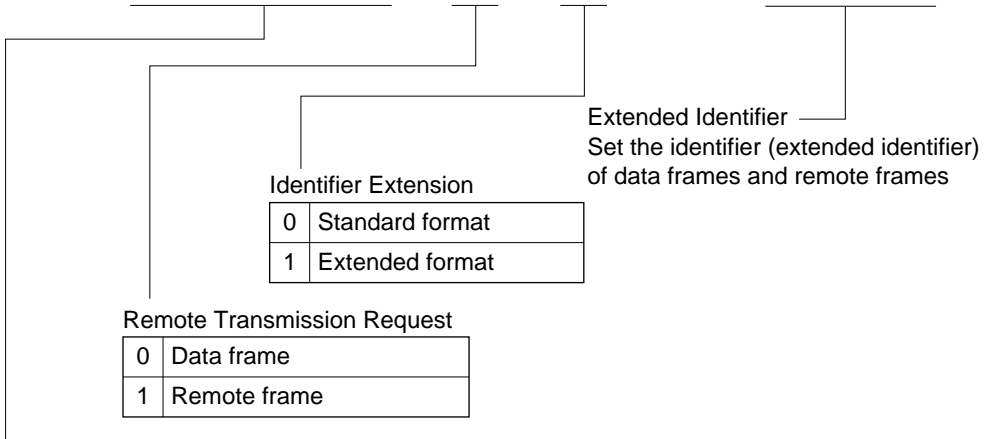 Extended Identifier
Set the identifier (extended identifier)
of data frames and remote frames
Identifier Extension
0 Standard format
1 Extended format
Remote Transmission Request
0 Data frame
1 Remote frame